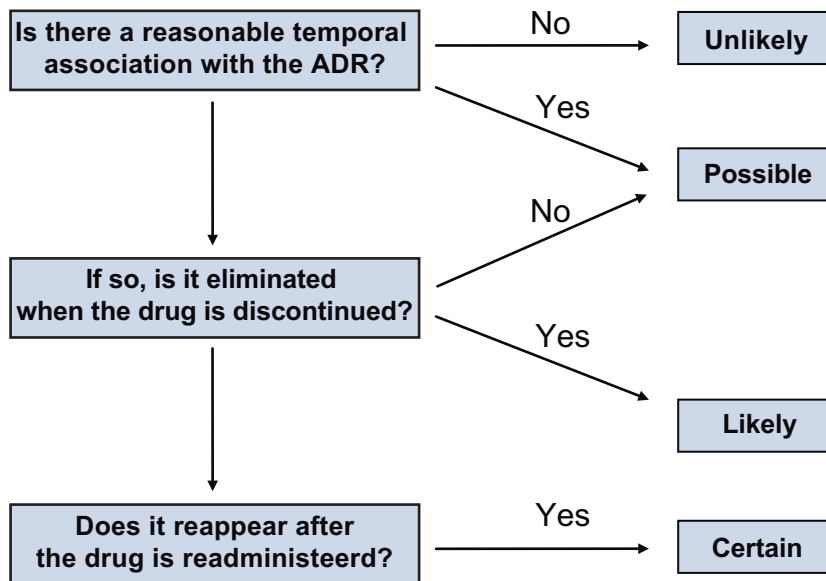 Is there a reasonable temporal
association with the ADR?
No
Unlikely
Yes
Possible
No
If so, is it eliminated
when the drug is discontinued?
Yes
Likely
Does it reappear after
the drug is readministeerd?
Yes
Certain